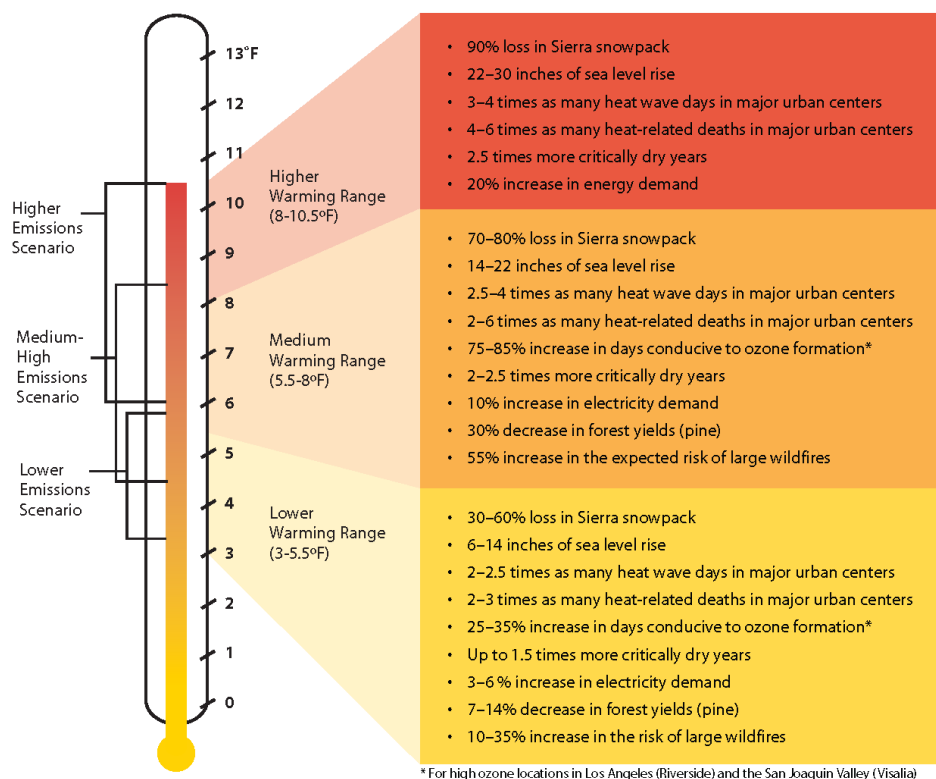 13°F
12
11
10
9
8
7
6
5
4
3
2
1
0
Higher
Emissions
Scenario
Medium-
High
Emissions
Scenario
Lower
Emissions
Scenario
Higher
Warming Range
(8-10.5ºF)
Medium
Warming Range
(5.5-8ºF)
Lower
Warming Range
(3-5.5ºF)
• 90% loss in Sierra snowpack
• 22–30 inches of sea level rise
• 3–4 times as many heat wave days in major urban centers
• 4–6 times as many heat-related deaths in major urban centers
• 2.5 times more critically dry years
• 20% increase in energy demand
• 70–80% loss in Sierra snowpack
• 14–22 inches of sea level rise
• 2.5–4 times as many heat wave days in major urban centers
• 2–6 times as many heat-related deaths in major urban centers
• 75–85% increase in days conducive to ozone formation*
• 2–2.5 times more critically dry years
• 10% increase in electricity demand
• 30% decrease in forest yields (pine)
• 55% increase in the expected risk of large wildfires
• 30–60% loss in Sierra snowpack
• 6–14 inches of sea level rise
• 2–2.5 times as many heat wave days in major urban centers
• 2–3 times as many heat-related deaths in major urban centers
• 25–35% increase in days conducive to ozone formation*
• Up to 1.5 times more critically dry years
• 3–6 % increase in electricity demand
• 7–14% decrease in forest yields (pine)
• 10–35% increase in the risk of large wildfires
* For high ozone locations in Los Angeles (Riverside) and the San Joaquin Valley (Visalia)